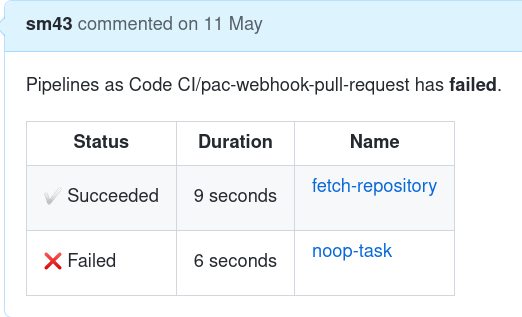 sm43 commented on 11 May
Pipelines as Code CI/pac-webhook-pull-request has failed.
Status Duration Name
Succeeded 9 seconds fetch-repository
Failed 6 seconds noop-task